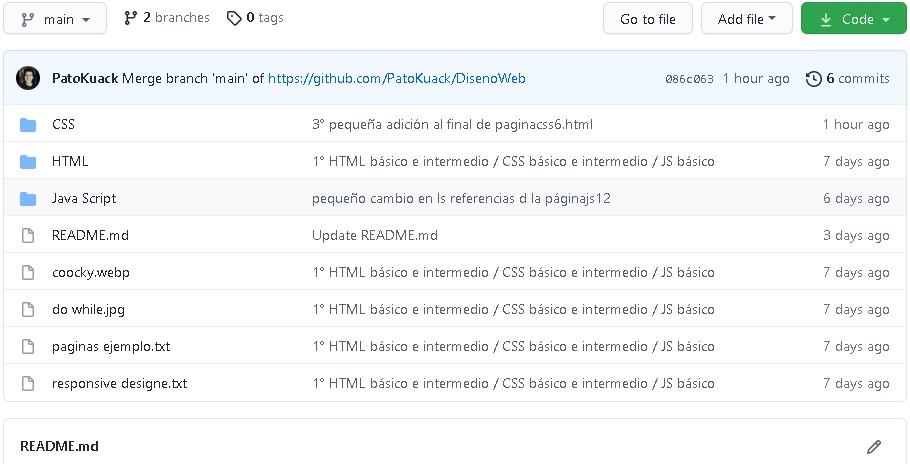 main 2 branches 0 tags Go to file Add file Code
PatoKuack Merge branch 'main' of https://github.com/PatoKuack/DisenoWeb 086c063 1 hour ago 6 commits
CSS 3° pequeña adición al final de paginacss6.html 1 hour ago
HTML 1° HTML básico e intermedio / CSS básico e intermedio / JS básico 7 days ago
Java Script pequeño cambio en ls referencias d la páginajs12 6 days ago
README.md Update README.md 3 days ago
coocky.webp 1° HTML básico e intermedio / CSS básico e intermedio / JS básico 7 days ago
do while.jpg 1° HTML básico e intermedio / CSS básico e intermedio / JS básico 7 days ago
paginas ejemplo.txt 1° HTML básico e intermedio / CSS básico e intermedio / JS básico 7 days ago
responsive designe.txt 1° HTML básico e intermedio / CSS básico e intermedio / JS básico 7 days ago
README.md